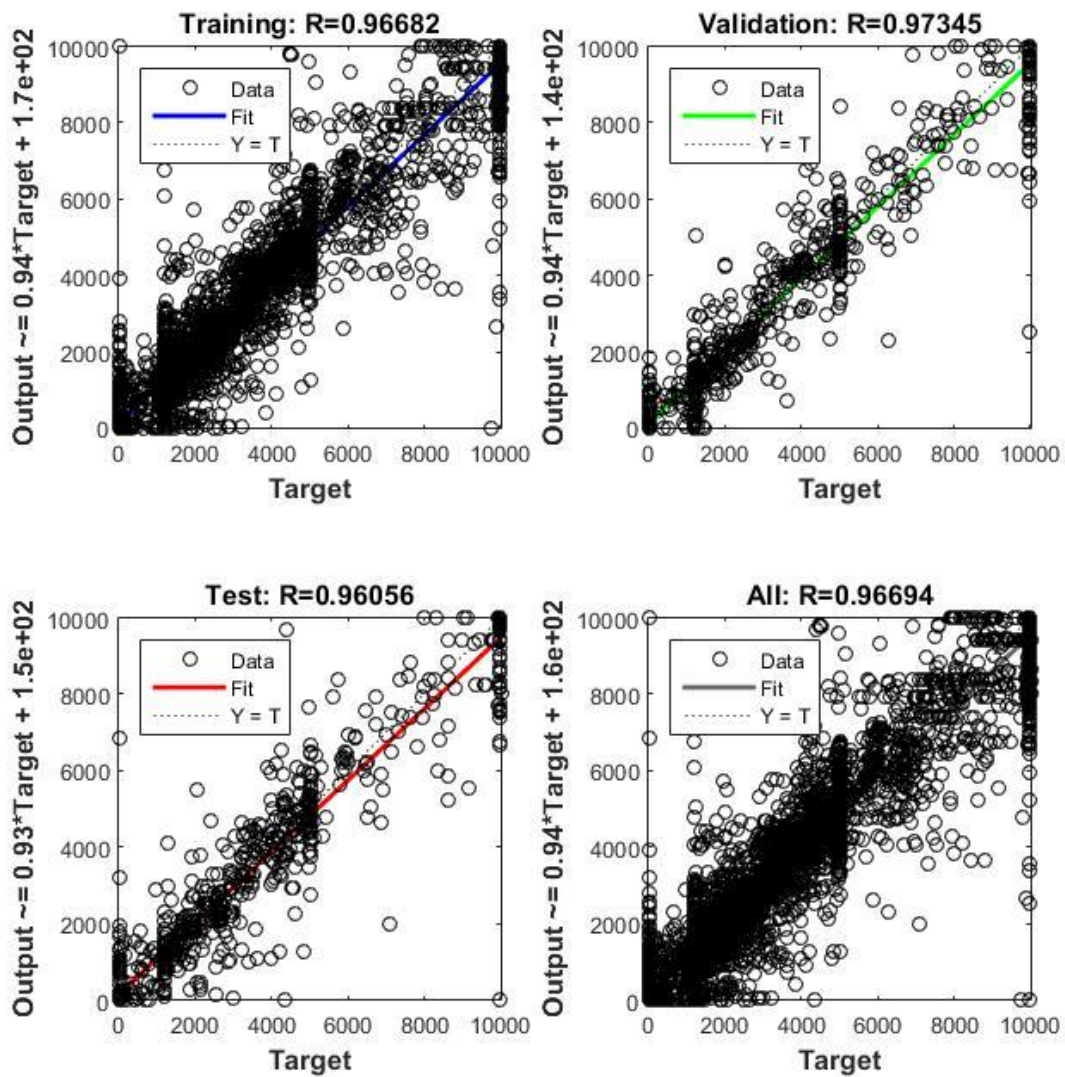 Training: R=0.96682
Output ~= 0.94*Target + 1.7e+02
10000
8000
6000
4000
2000
0
Data
Fit
Y = T
0 2000 4000 6000 8000 10000
Target
Validation: R=0.97345
Output ~= 0.94*Target + 1.4e+02
10000
8000
6000
4000
2000
0
Data
Fit
Y = T
0 2000 4000 6000 8000 10000
Target
Test: R=0.96056
Output ~= 0.93*Target + 1.5e+02
10000
8000
6000
4000
2000
0
Data
Fit
Y = T
0 2000 4000 6000 8000 10000
Target
All: R=0.96694
Output ~= 0.94*Target + 1.6e+02
10000
8000
6000
4000
2000
0
Data
Fit
Y = T
0 2000 4000 6000 8000 10000
Target